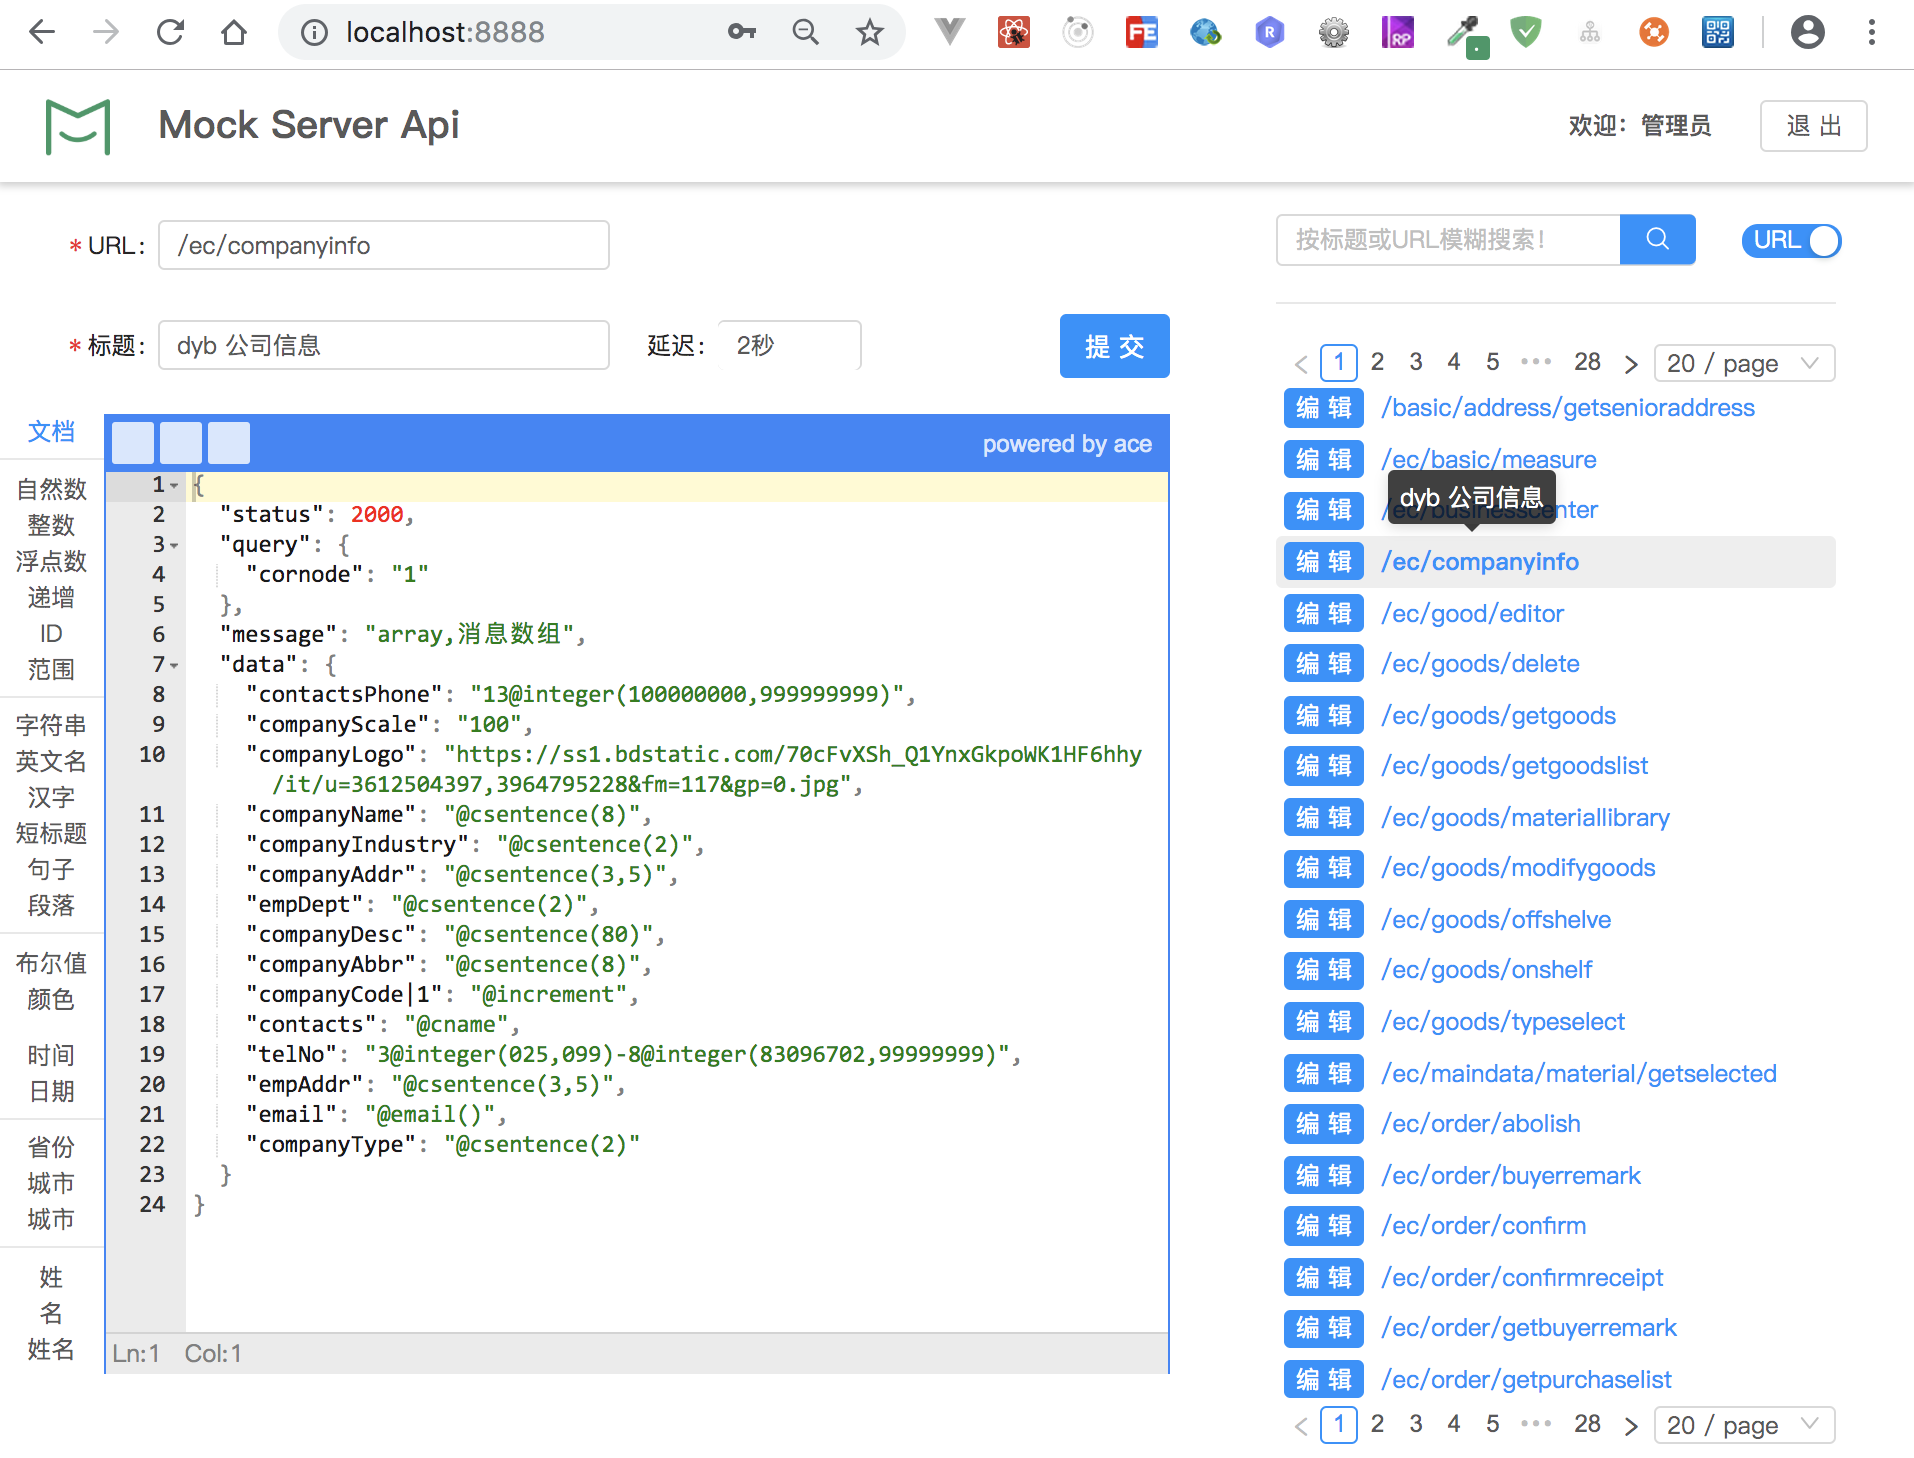 localhost:8888
Mock Server Api
欢迎：管理员
退 出
* URL：
/ec/companyinfo
* 标题：
dyb 公司信息
延迟：
2秒
提 交
文档
自然数
整数
浮点数
递增
ID
范围
字符串
英文名
汉字
短标题
句子
段落
布尔值
颜色
时间
日期
省份
城市
城市
姓
名
姓名
powered by ace
1 {
2 "status": 2000,
3 "query": {
4 "cornode": "1"
5 },
6 "message": "array,消息数组",
7 "data": {
8 "contactsPhone": "13@integer(100000000,999999999)",
9 "companyScale": "100",
10 "companyLogo": "https://ss1.bdstatic.com/70cFvXSh_Q1YnxGkpoWK1HF6hhy
/it/u=3612504397,3964795228&fm=117&gp=0.jpg",
11 "companyName": "@csentence(8)",
12 "companyIndustry": "@csentence(2)",
13 "companyAddr": "@csentence(3,5)",
14 "empDept": "@csentence(2)",
15 "companyDesc": "@csentence(80)",
16 "companyAbbr": "@csentence(8)",
17 "companyCode|1": "@increment",
18 "contacts": "@cname",
19 "telNo": "3@integer(025,099)-8@integer(83096702,99999999)",
20 "empAddr": "@csentence(3,5)",
21 "email": "@email()",
22 "companyType": "@csentence(2)"
23 }
24 }
Ln:1 Col:1
按标题或URL模糊搜索！
URL
1 2 3 4 5 ••• 28 20 / page
编 辑 /basic/address/getsenioraddress
编 辑 /ec/basic/measure
dyb 公司信息
编 辑 /ec/businesscenter
编 辑 /ec/companyinfo
编 辑 /ec/good/editor
编 辑 /ec/goods/delete
编 辑 /ec/goods/getgoods
编 辑 /ec/goods/getgoodslist
编 辑 /ec/goods/materiallibrary
编 辑 /ec/goods/modifygoods
编 辑 /ec/goods/offshelve
编 辑 /ec/goods/onshelf
编 辑 /ec/goods/typeselect
编 辑 /ec/maindata/material/getselected
编 辑 /ec/order/abolish
编 辑 /ec/order/buyerremark
编 辑 /ec/order/confirm
编 辑 /ec/order/confirmreceipt
编 辑 /ec/order/getbuyerremark
编 辑 /ec/order/getpurchaselist
1 2 3 4 5 ••• 28 20 / page
FE
R
RP